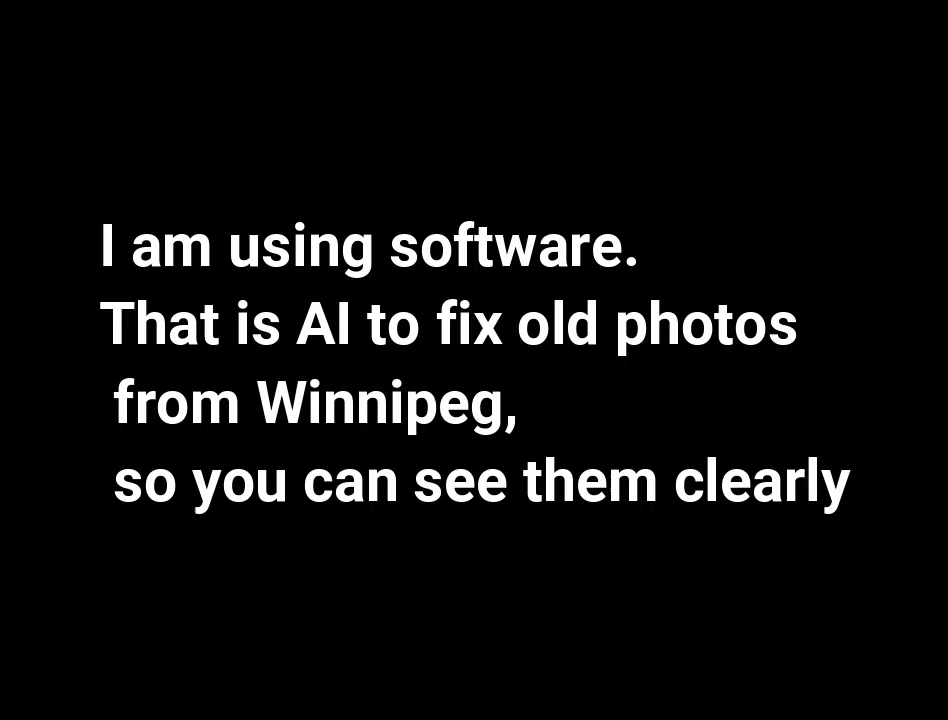 I am using software.
That is AI to fix old photos
from Winnipeg,
so you can see them clearly